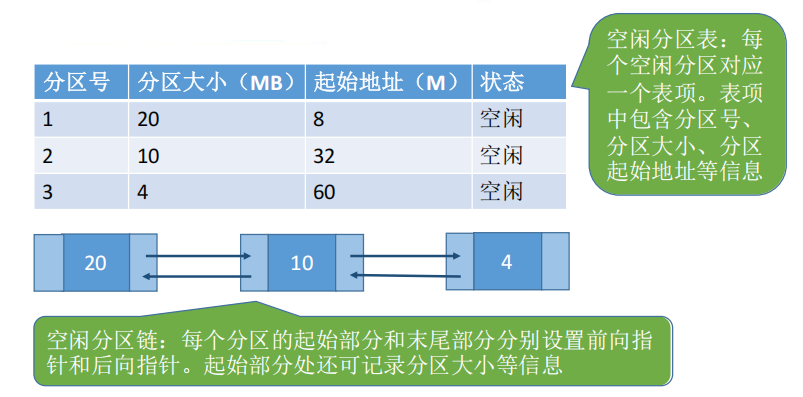 分区号 分区大小（MB） 起始地址（M） 状态
1 20 8 空闲
2 10 32 空闲
3 4 60 空闲
空闲分区表：每
个空闲分区对应
一个表项。表项
中包含分区号、
分区大小、分区
起始地址等信息
20 10 4
空闲分区链：每个分区的起始部分和末尾部分分别设置前向指
针和后向指针。起始部分处还可记录分区大小等信息